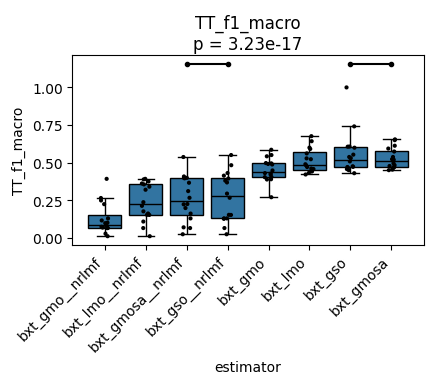 TT_f1_macro
p = 3.23e-17
TT_f1_macro
1.00
0.75
0.50
0.25
0.00
bxt_gmo__nrlmf
bxt_lmo__nrlmf
bxt_gmosa__nrlmf
bxt_gso__nrlmf
bxt_gmo
bxt_lmo
bxt_gso
bxt_gmosa
estimator